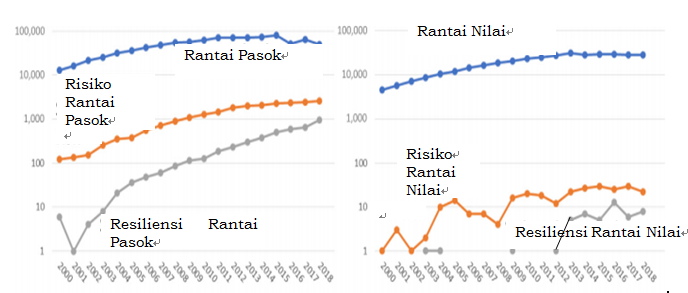 100,000
10,000
1,000
100
10
1
Rantai Pasok
Risiko
Rantai
Pasok
Resiliensi Rantai
Pasok
2000 2001 2002 2003 2004 2005 2006 2007 2008 2009 2010 2011 2012 2013 2014 2015 2016 2017 2018
100,000
10,000
1,000
100
10
1
Rantai Nilai
Risiko
Rantai
Nilai
Resiliensi Rantai Nilai
2000 2001 2002 2003 2004 2005 2006 2007 2008 2009 2010 2011 2012 2013 2014 2015 2016 2017 2018